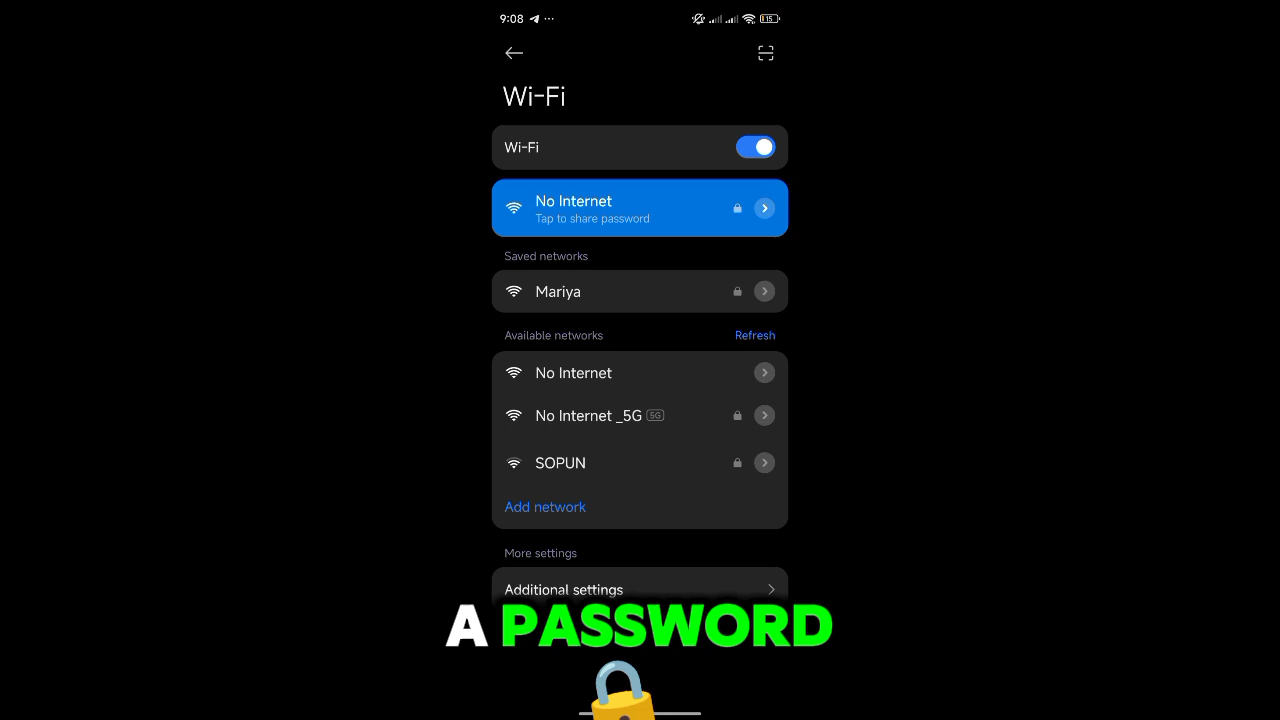 9:08 ··· 15
Wi-Fi
Wi-Fi
No Internet
Tap to share password
Saved networks
Mariya
Available networks Refresh
No Internet
No Internet _5G 5G
SOPUN
Add network
More settings
Additional settings
A PASSWORD